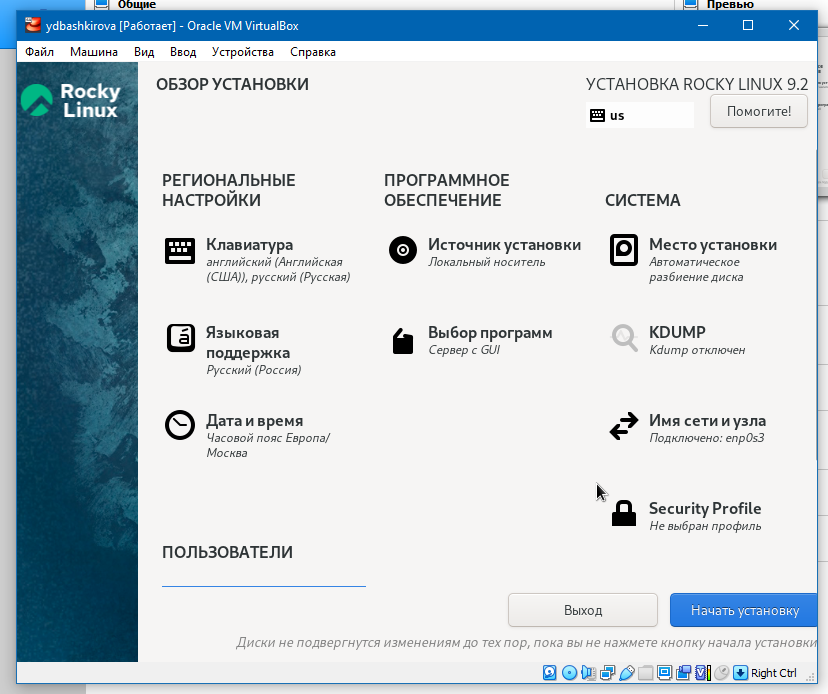 Общие
Превью
ydbashkirova [Работает] - Oracle VM VirtualBox
Файл Машина Вид Ввод Устройства Справка
Rocky
Linux
ОБЗОР УСТАНОВКИ
УСТАНОВКА ROCKY LINUX 9.2
us
Помогите!
РЕГИОНАЛЬНЫЕ
НАСТРОЙКИ
Клавиатура
английский (Английская
(США)), русский (Русская)
Языковая
поддержка
Русский (Россия)
Дата и время
Часовой пояс Европа/
Москва
ПРОГРАММНОЕ
ОБЕСПЕЧЕНИЕ
Источник установки
Локальный носитель
Выбор программ
Сервер с GUI
СИСТЕМА
Место установки
Автоматическое
разбиение диска
KDUMP
Kdump отключен
Имя сети и узла
Подключено: enp0s3
Security Profile
Не выбран профиль
ПОЛЬЗОВАТЕЛИ
Выход
Начать установку
Диски не подвергнутся изменениям до тех пор, пока вы не нажмете кнопку начала установки
Right Ctrl